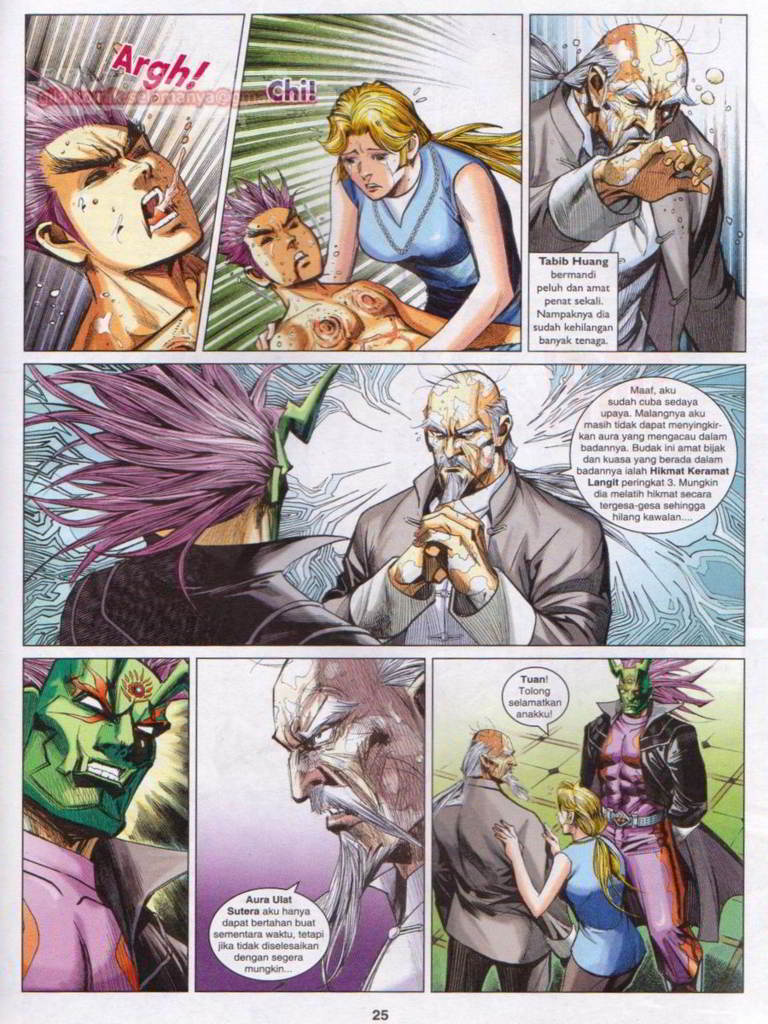 Argh!
Chi!
Tabib Huang
bermandi
peluh dan amat
penat sekali.
Nampaknya dia
sudah kehilangan
banyak tenaga.
Maaf, aku
sudah cuba sedaya
upaya. Malangnya aku
masih tidak dapat menyingkir-
kan aura yang mengacau dalam
badannya. Budak ini amat bijak
dan kuasa yang berada dalam
badannya ialah Hikmat Keramat
Langit peringkat 3. Mungkin
dia melatih hikmat secara
tergesa-gesa sehingga
hilang kawalan....
Aura Ulat
Sutera aku hanya
dapat bertahan buat
sementara waktu, tetapi
jika tidak diselesaikan
dengan segera
mungkin...
Tuan!
Tolong
selamatkan
anakku!
25